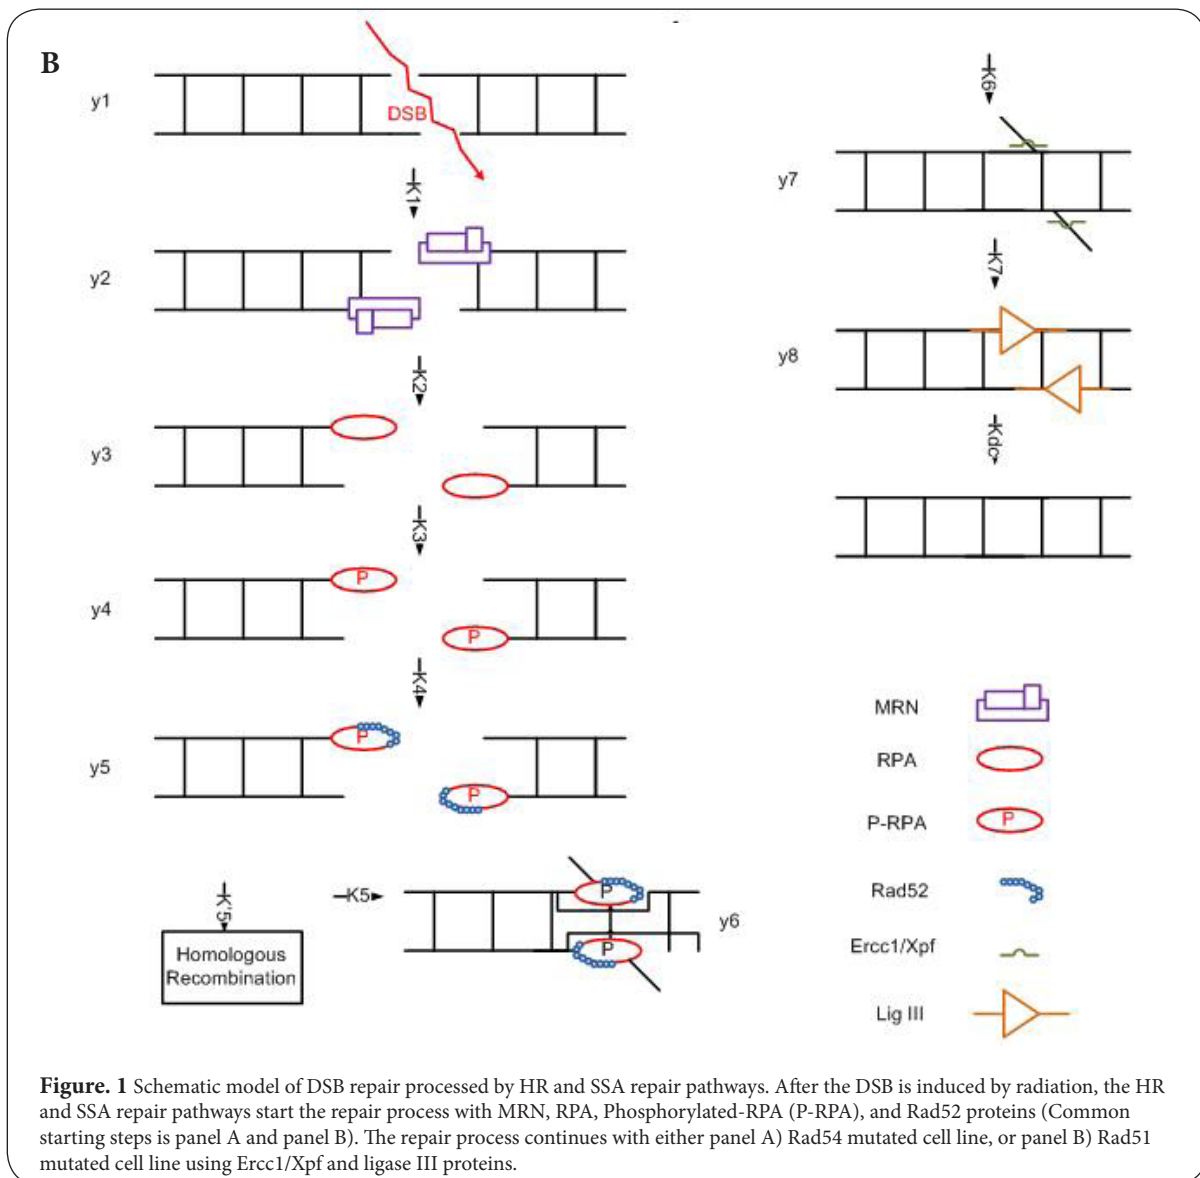 B
y1
DSB
K1
y2
K2
y3
K3
P
y4
P
K4
P
y5
P
K'5
Homologous
Recombination
K5
P
y6
P
K6
y7
K7
y8
Kdc
MRN
RPA
P-RPA
P
Rad52
Ercc1/Xpf
Lig III
Figure. 1 Schematic model of DSB repair processed by HR and SSA repair pathways. After the DSB is induced by radiation, the HR
and SSA repair pathways start the repair process with MRN, RPA, Phosphorylated-RPA (P-RPA), and Rad52 proteins (Common
starting steps is panel A and panel B). The repair process continues with either panel A) Rad54 mutated cell line, or panel B) Rad51
mutated cell line using Ercc1/Xpf and ligase III proteins.